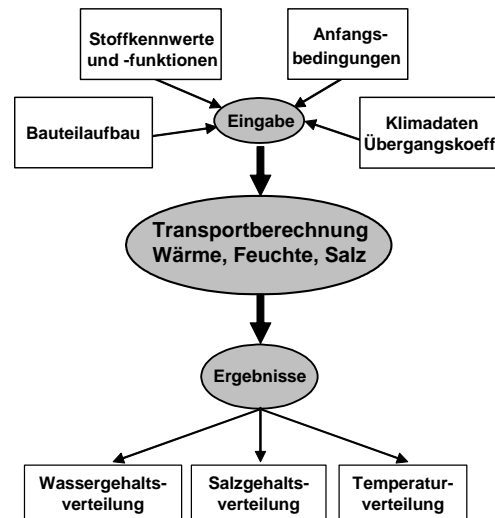 Stoffkennwerte
und -funktionen
Anfangs-
bedingungen
Bauteilaufbau
Eingabe
Klimadaten
Übergangskoeff
Transportberechnung
Wärme, Feuchte, Salz
Ergebnisse
Wassergehalts-
verteilung
Salzgehalts-
verteilung
Temperatur-
verteilung